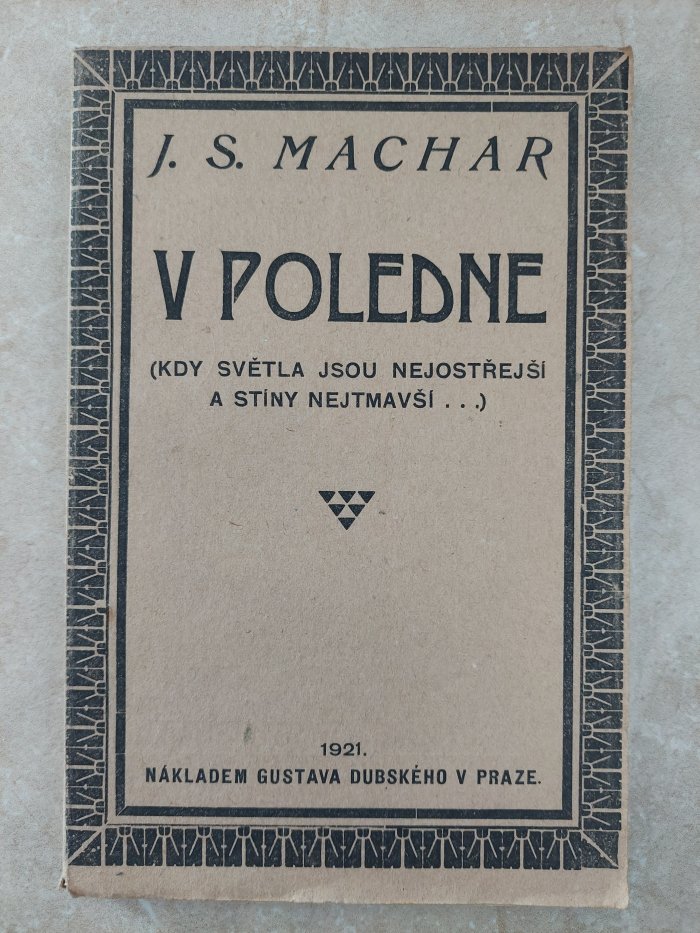 J. S. MACHAR
V POLEDNE
(KDY SVĚTLA JSOU NEJOSTŘEJŠÍ
A STÍNY NEJTMAVŠÍ . . .)
1921.
NÁKLADEM GUSTAVA DUBSKÉHO V PRAZE.